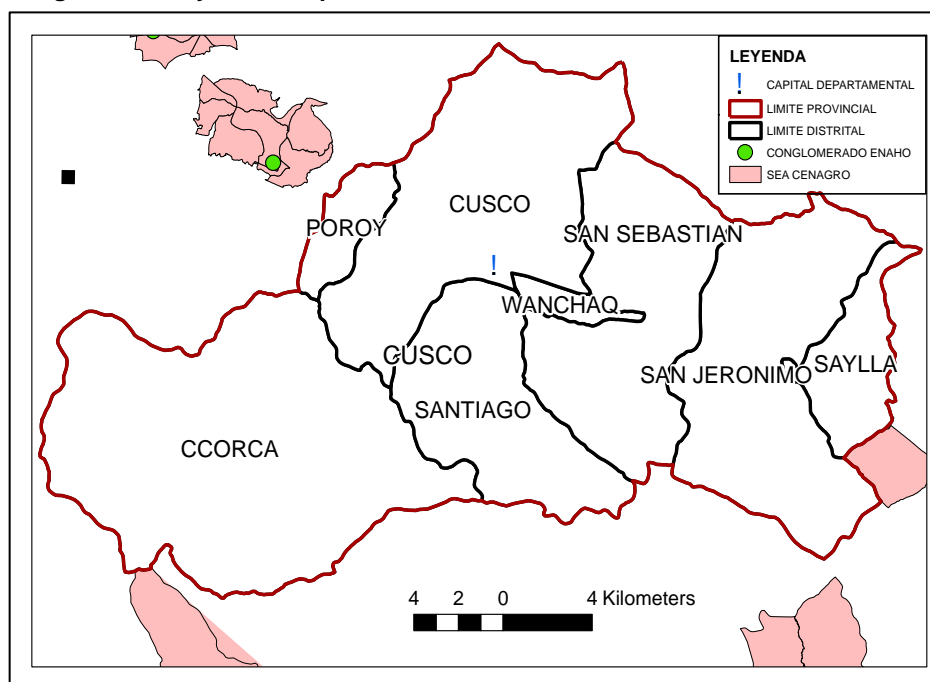 LEYENDA
! CAPITAL DEPARTAMENTAL
LIMITE PROVINCIAL
LIMITE DISTRITAL
CONGLOMERADO ENAHO
SEA CENAGRO
CUSCO
POROY
SAN SEBASTIAN
!
WANCHAQ
CUSCO
SAYLLA
SAN JERONIMO
SANTIAGO
CCORCA
4 2 0 4 Kilometers